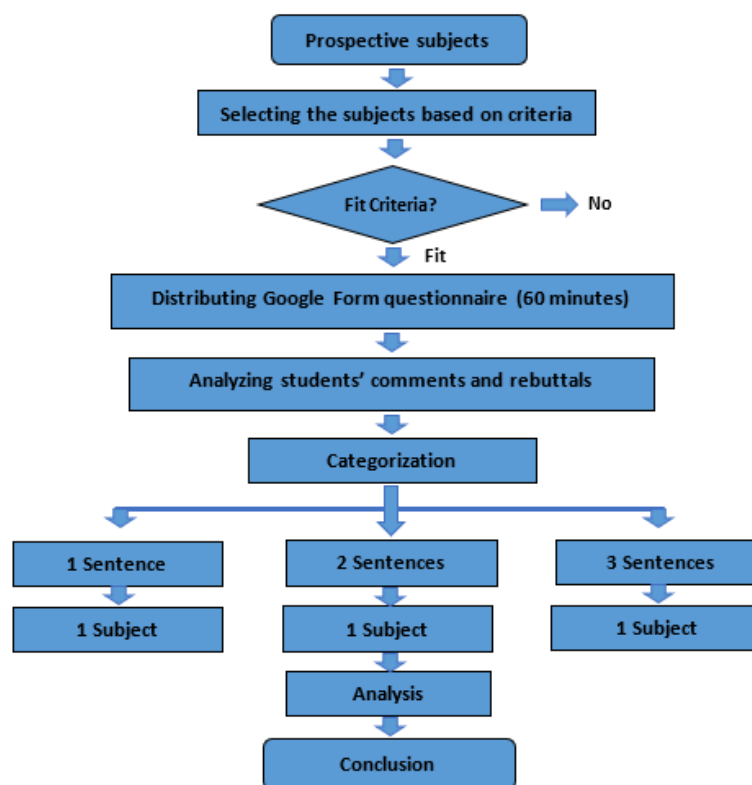 Prospective subjects
Selecting the subjects based on criteria
Fit Criteria?
No
Fit
Distributing Google Form questionnaire (60 minutes)
Analyzing students’ comments and rebuttals
Categorization
1 Sentence
2 Sentences
3 Sentences
1 Subject
1 Subject
1 Subject
Analysis
Conclusion